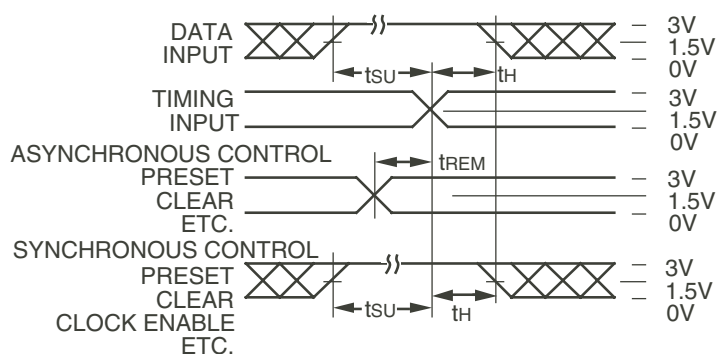 DATA
INPUT
tSU
tH
3V
1.5V
0V
TIMING
INPUT
3V
1.5V
0V
ASYNCHRONOUS CONTROL
PRESET
CLEAR
ETC.
tREM
3V
1.5V
0V
SYNCHRONOUS CONTROL
PRESET
CLEAR
CLOCK ENABLE
ETC.
tSU
tH
3V
1.5V
0V